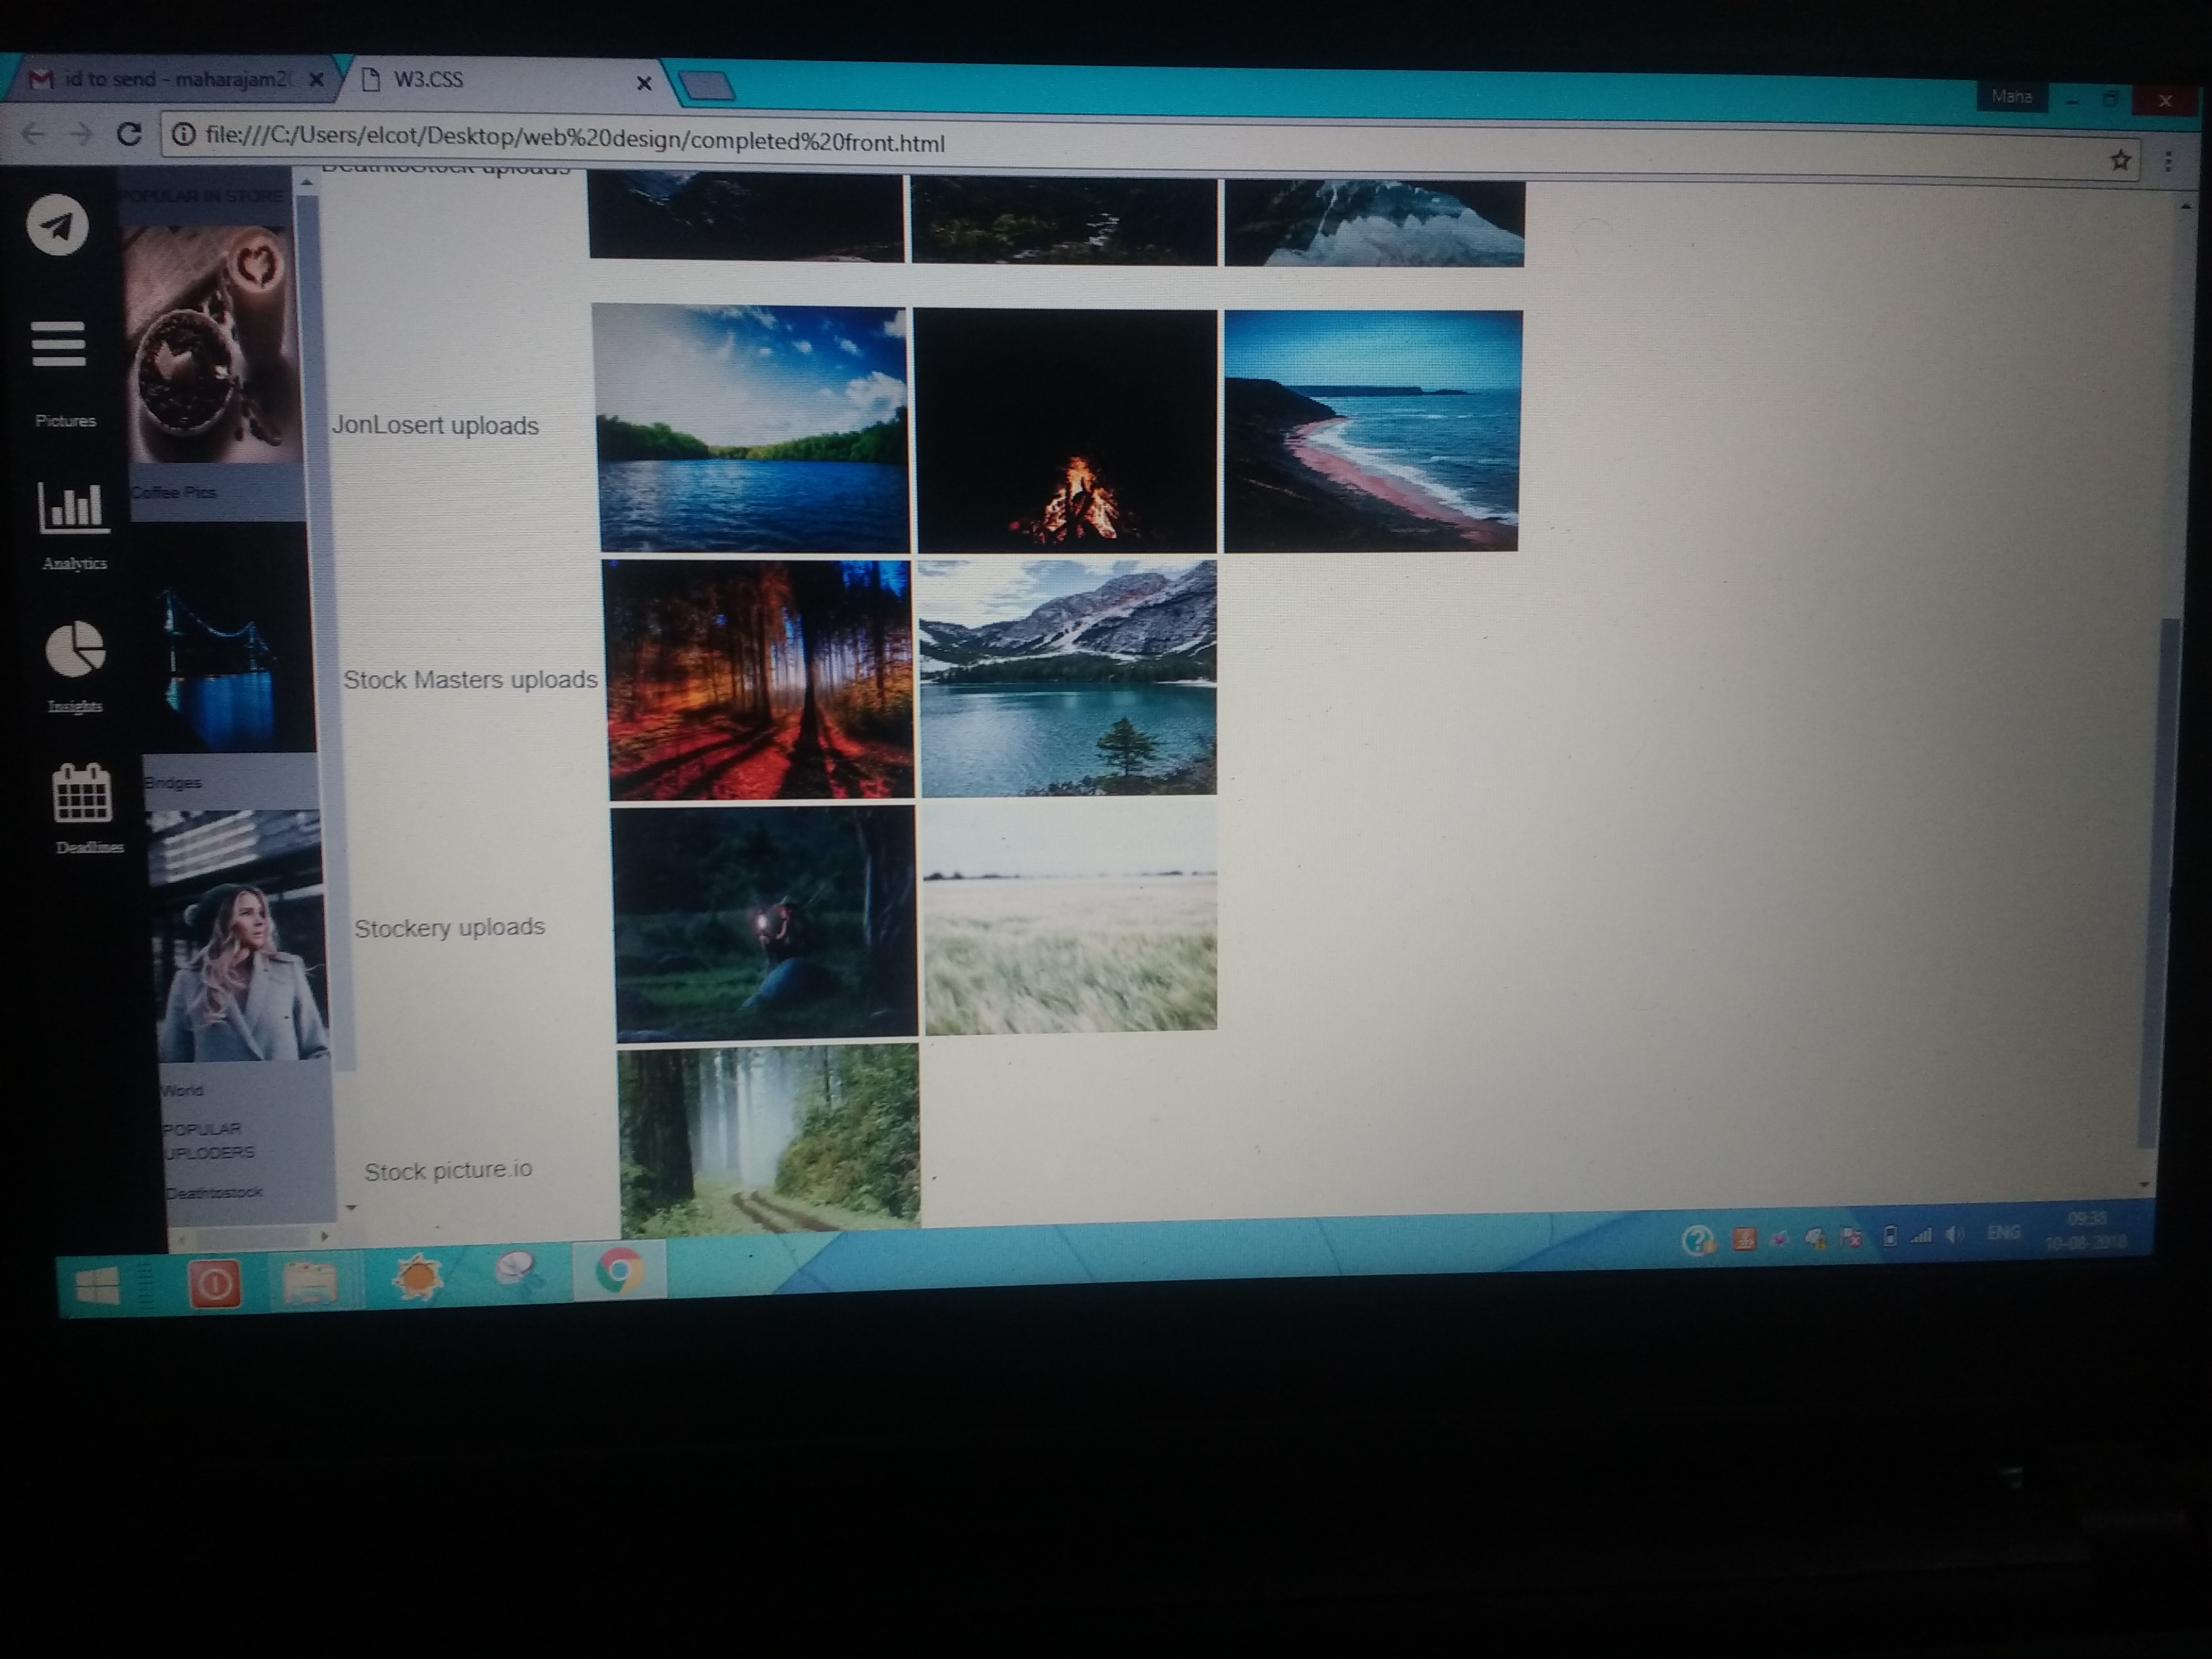 id to send - maharajam2
W3.CSS
Maha
file:///C:/Users/elcot/Desktop/web%20design/completed%20front.html
POPULAR IN STORE
DeathtoStock uploads
Pictures
JonLosert uploads
Coffee Pics
Analytics
Stock Masters uploads
Insights
Bridges
Deadlines
Stockery uploads
World
POPULAR
UPLODERS
Deathtostock
Stock picture.io
ENG
09:38
10-08-2018